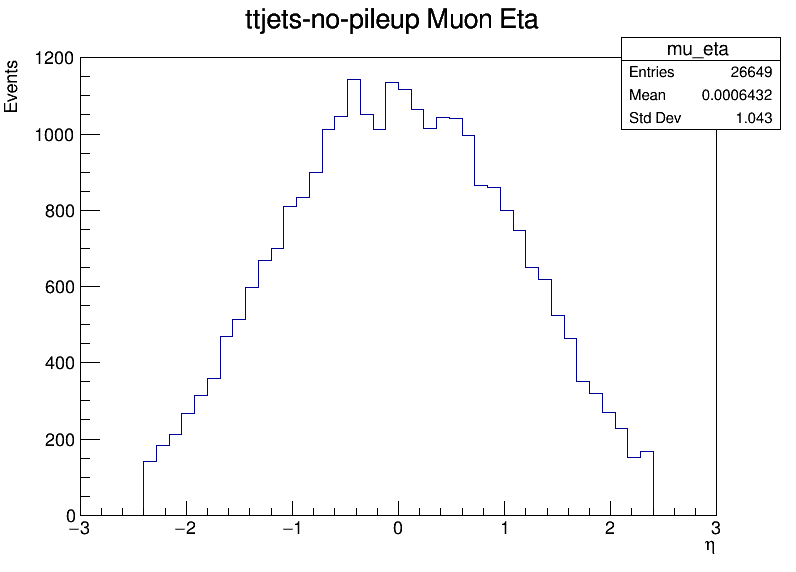 ttjets-no-pileup Muon Eta
mu_eta
Entries 26649
Mean 0.0006432
Std Dev 1.043
Events
1200
1000
800
600
400
200
0
−3 −2 −1 0 1 2 3
η